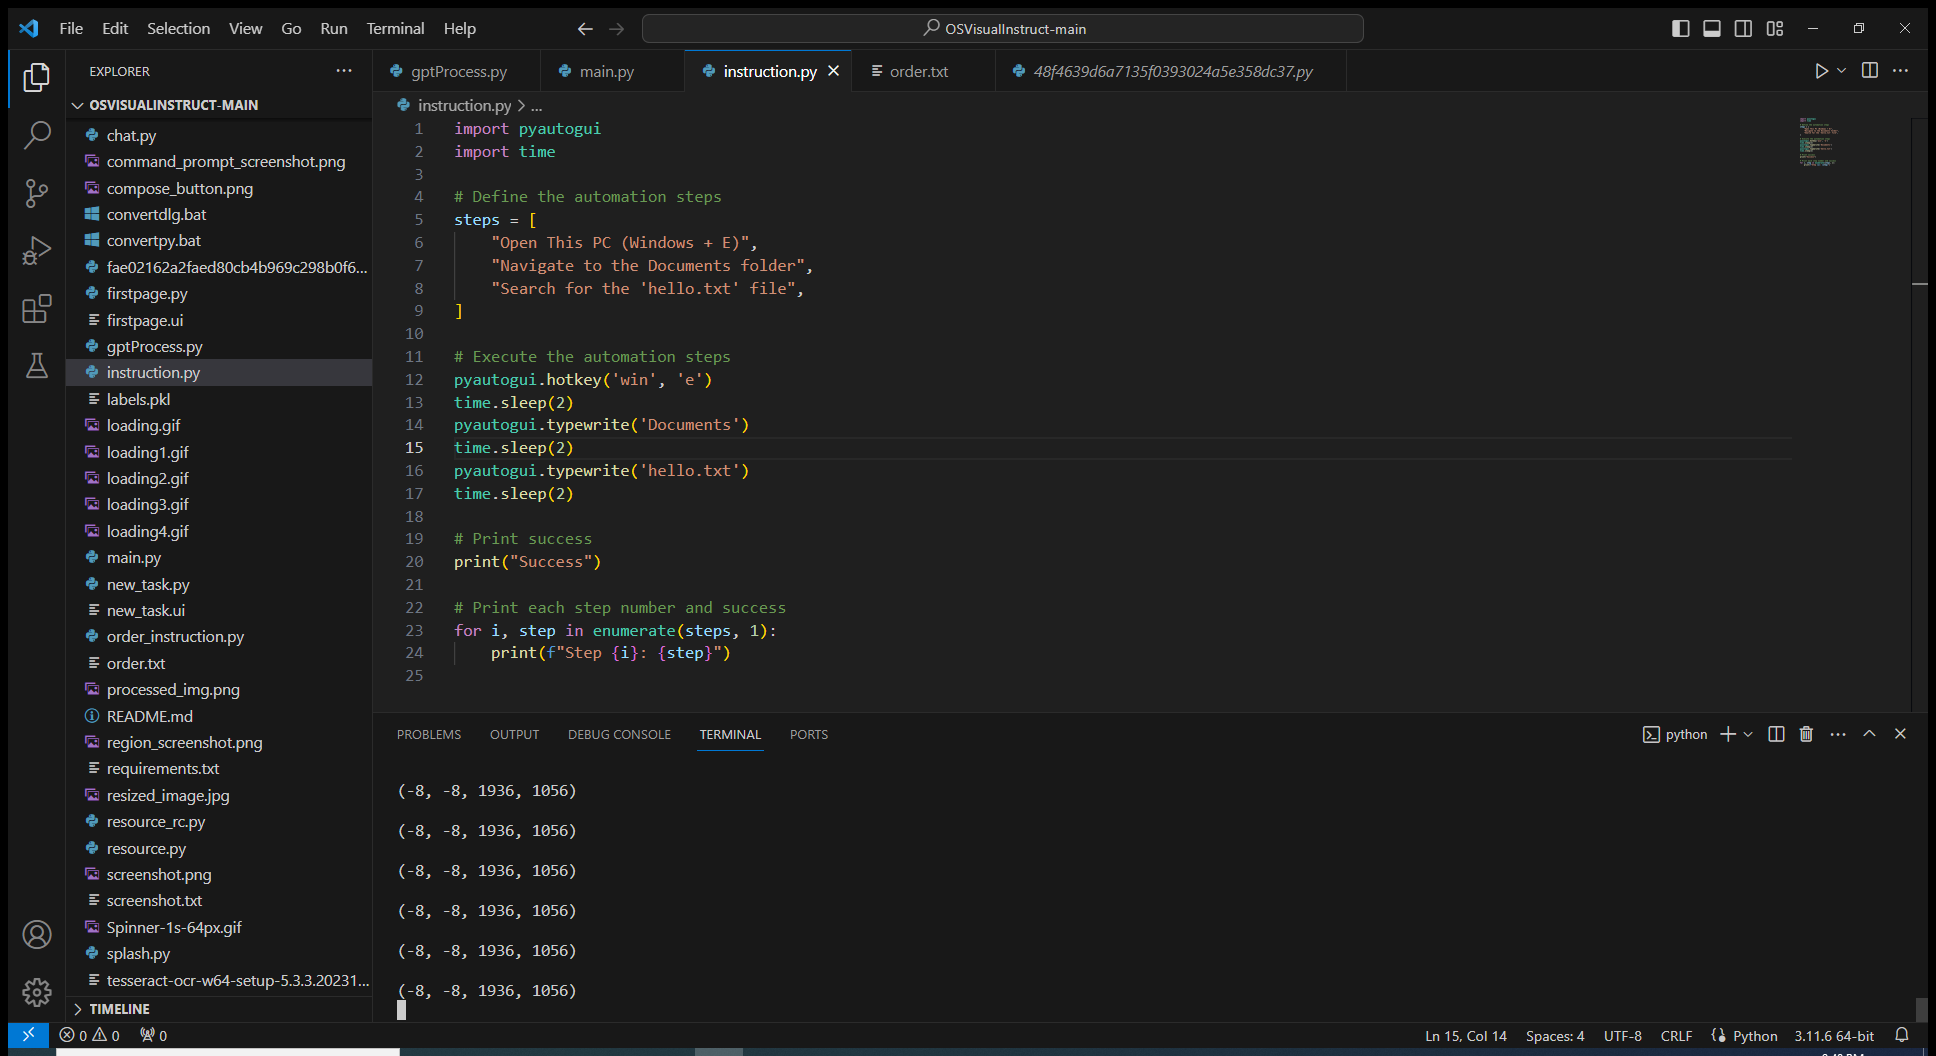 File Edit Selection View Go Run Terminal Help
OSVisualInstruct-main
EXPLORER
OSVISUALINSTRUCT-MAIN
chat.py
command_prompt_screenshot.png
compose_button.png
convertdlg.bat
convertpy.bat
fae02162a2faed80cb4b969c298b0f6...
firstpage.py
firstpage.ui
gptProcess.py
instruction.py
labels.pkl
loading.gif
loading1.gif
loading2.gif
loading3.gif
loading4.gif
main.py
new_task.py
new_task.ui
order_instruction.py
order.txt
processed_img.png
README.md
region_screenshot.png
requirements.txt
resized_image.jpg
resource_rc.py
resource.py
screenshot.png
screenshot.txt
Spinner-1s-64px.gif
splash.py
tesseract-ocr-w64-setup-5.3.3.20231...
TIMELINE
gptProcess.py main.py instruction.py order.txt 48f4639d6a7135f0393024a5e358dc37.py
instruction.py > ...
1 import pyautogui
2 import time
3
4 # Define the automation steps
5 steps = [
6 "Open This PC (Windows + E)",
7 "Navigate to the Documents folder",
8 "Search for the 'hello.txt' file",
9 ]
10
11 # Execute the automation steps
12 pyautogui.hotkey('win', 'e')
13 time.sleep(2)
14 pyautogui.typewrite('Documents')
15 time.sleep(2)
16 pyautogui.typewrite('hello.txt')
17 time.sleep(2)
18
19 # Print success
20 print("Success")
21
22 # Print each step number and success
23 for i, step in enumerate(steps, 1):
24 print(f"Step {i}: {step}")
25
PROBLEMS OUTPUT DEBUG CONSOLE TERMINAL PORTS
python
(-8, -8, 1936, 1056)
(-8, -8, 1936, 1056)
(-8, -8, 1936, 1056)
(-8, -8, 1936, 1056)
(-8, -8, 1936, 1056)
(-8, -8, 1936, 1056)
0 0 0
Ln 15, Col 14 Spaces: 4 UTF-8 CRLF Python 3.11.6 64-bit